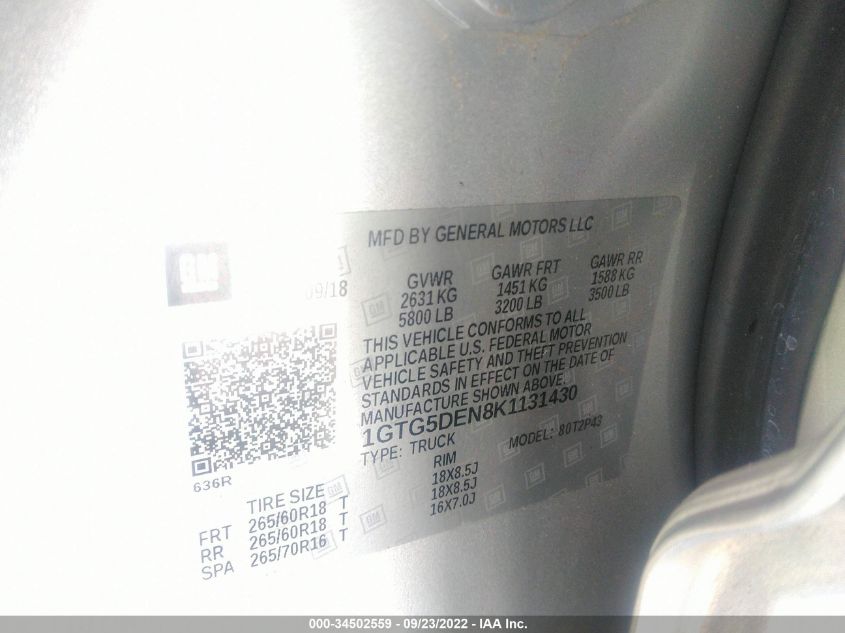 MFD BY GENERAL MOTORS LLC
GM
09/18
GVWR GAWR FRT GAWR RR
2631 KG 1451 KG 1588 KG
5800 LB 3200 LB 3500 LB
THIS VEHICLE CONFORMS TO ALL
APPLICABLE U.S. FEDERAL MOTOR
VEHICLE SAFETY AND THEFT PREVENTION
STANDARDS IN EFFECT ON THE DATE OF
MANUFACTURE SHOWN ABOVE.
1GTG5DEN8K1131430
TYPE: TRUCK MODEL: 80T2P43
636R
TIRE SIZE RIM
FRT 265/60R18 T 18X8.5J
RR 265/60R18 T 18X8.5J
SPA 265/70R16 T 16X7.0J
000-34502559 - 09/23/2022 - IAA Inc.